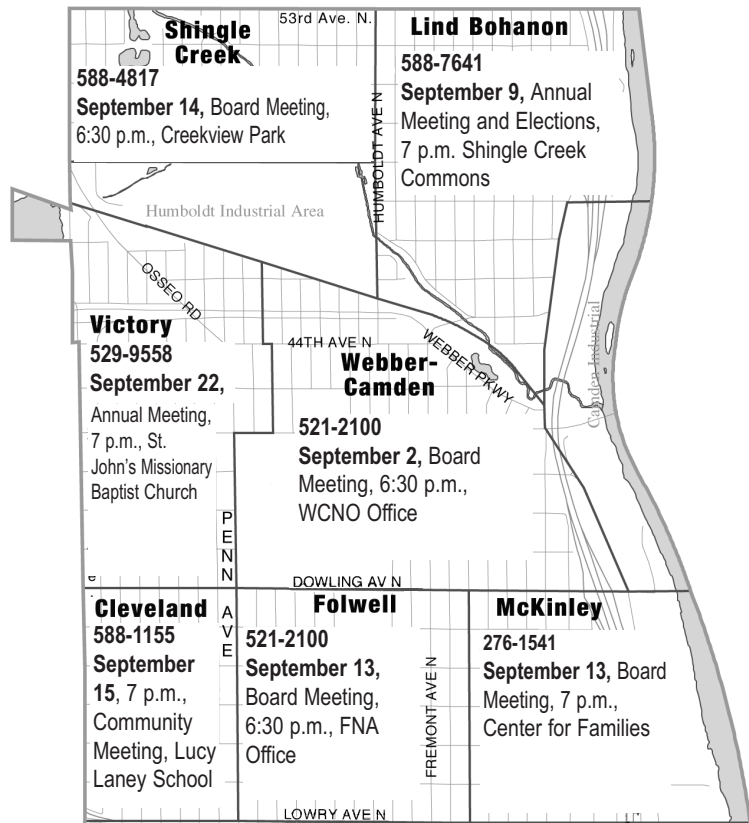 53rd Ave. N.
Shingle
Creek
588-4817
September 14, Board Meeting,
6:30 p.m., Creekview Park
Lind Bohanon
588-7641
September 9, Annual
Meeting and Elections,
7 p.m. Shingle Creek
Commons
HUMBOLDT AVE N
Humboldt Industrial Area
OSSEO RD
Victory
529-9558
September 22,
Annual Meeting,
7 p.m., St.
John's Missionary
Baptist Church
44TH AVE N
WEBBER PKWY
Camden Industrial
Webber-
Camden
521-2100
September 2, Board
Meeting, 6:30 p.m.,
WCNO Office
PENN AVE
DOWLING AV N
Cleveland
588-1155
September
15, 7 p.m.,
Community
Meeting, Lucy
Laney School
Folwell
521-2100
September 13,
Board Meeting,
6:30 p.m., FNA
Office
FREMONT AVE N
McKinley
276-1541
September 13, Board
Meeting, 7 p.m.,
Center for Families
LOWRY AVE N